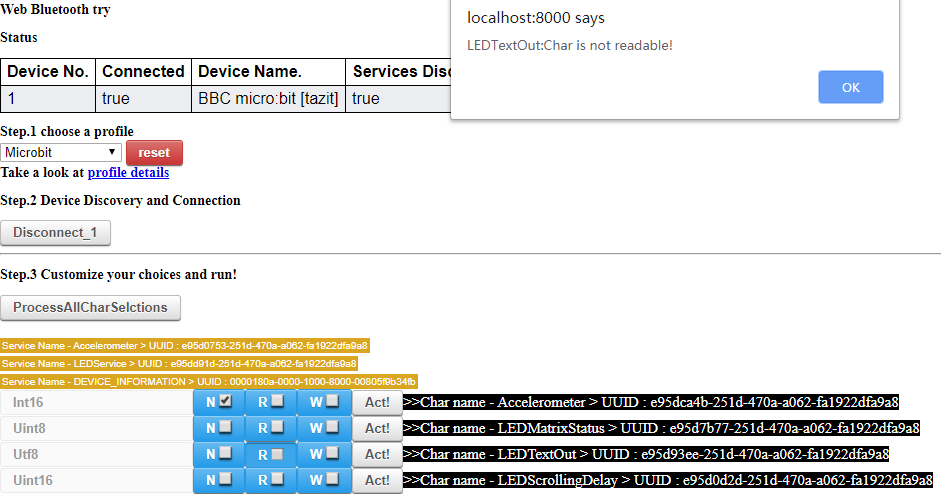 Web Bluetooth try
localhost:8000 says
Status
LEDTextOut:Char is not readable!
OK
Device No. Connected Device Name. Services Disc
1 true BBC micro:bit [tazit] true
Step.1 choose a profile
Microbit reset
Take a look at profile details
Step.2 Device Discovery and Connection
Disconnect_1
Step.3 Customize your choices and run!
ProcessAllCharSelctions
Service Name - Accelerometer > UUID : e95d0753-251d-470a-a062-fa1922dfa9a8
Service Name - LEDService > UUID : e95dd91d-251d-470a-a062-fa1922dfa9a8
Service Name - DEVICE_INFORMATION > UUID : 0000180a-0000-1000-8000-00805f9b34fb
Int16 N R W Act! >>Char name - Accelerometer > UUID : e95dca4b-251d-470a-a062-fa1922dfa9a8
Uint8 N R W Act! >>Char name - LEDMatrixStatus > UUID : e95d7b77-251d-470a-a062-fa1922dfa9a8
Utf8 N R W Act! >>Char name - LEDTextOut > UUID : e95d93ee-251d-470a-a062-fa1922dfa9a8
Uint16 N R W Act! >>Char name - LEDScrollingDelay > UUID : e95d0d2d-251d-470a-a062-fa1922dfa9a8